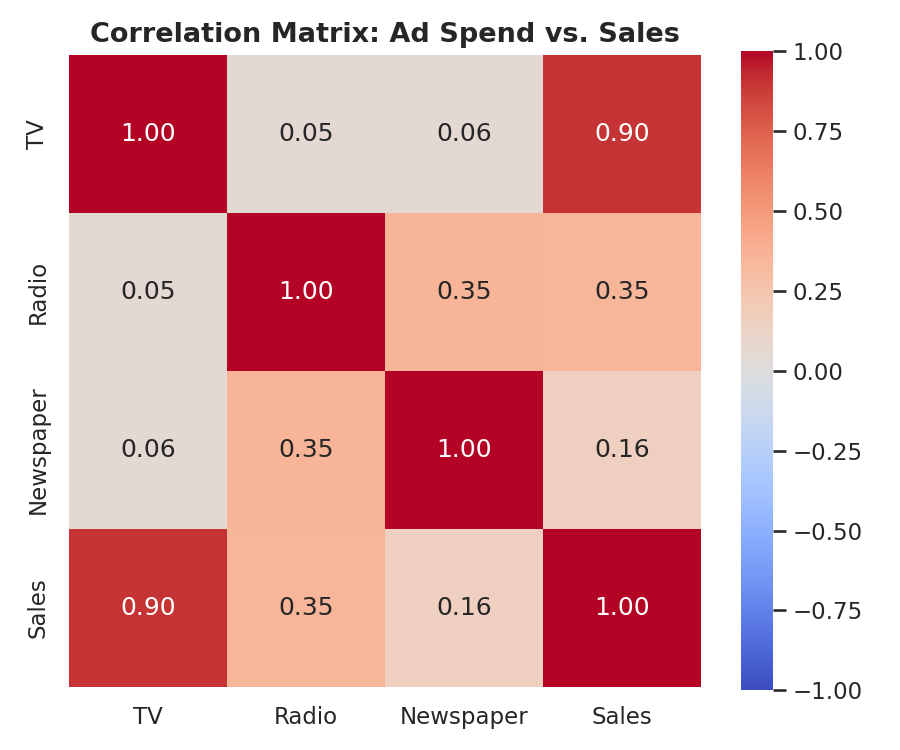 Correlation Matrix: Ad Spend vs. Sales
TV 1.00 0.05 0.06 0.90
Radio 0.05 1.00 0.35 0.35
Newspaper 0.06 0.35 1.00 0.16
Sales 0.90 0.35 0.16 1.00
TV Radio Newspaper Sales
1.00
0.75
0.50
0.25
0.00
−0.25
−0.50
−0.75
−1.00